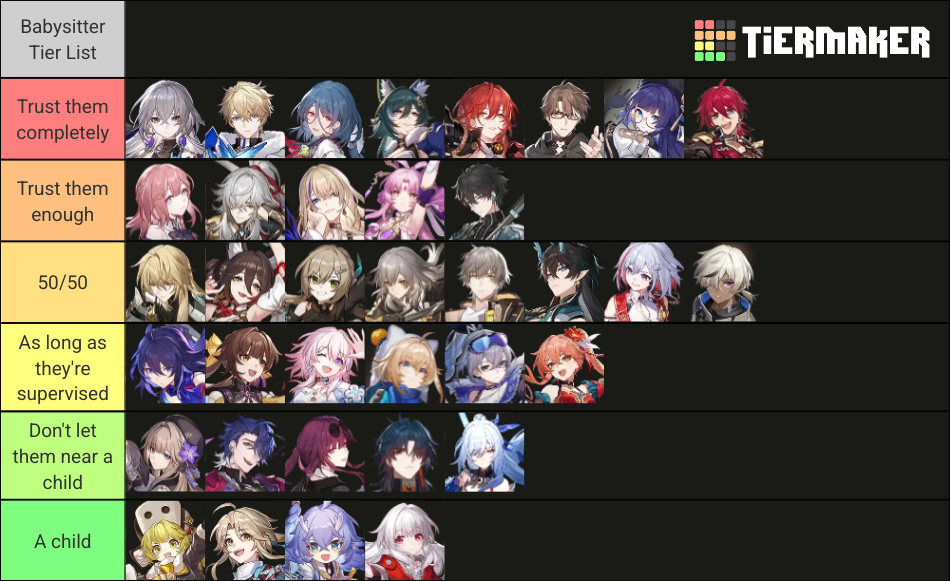 Babysitter
Tier List
TiERMAKER
Trust them
completely
Trust them
enough
50/50
As long as
they're
supervised
Don't let
them near a
child
A child